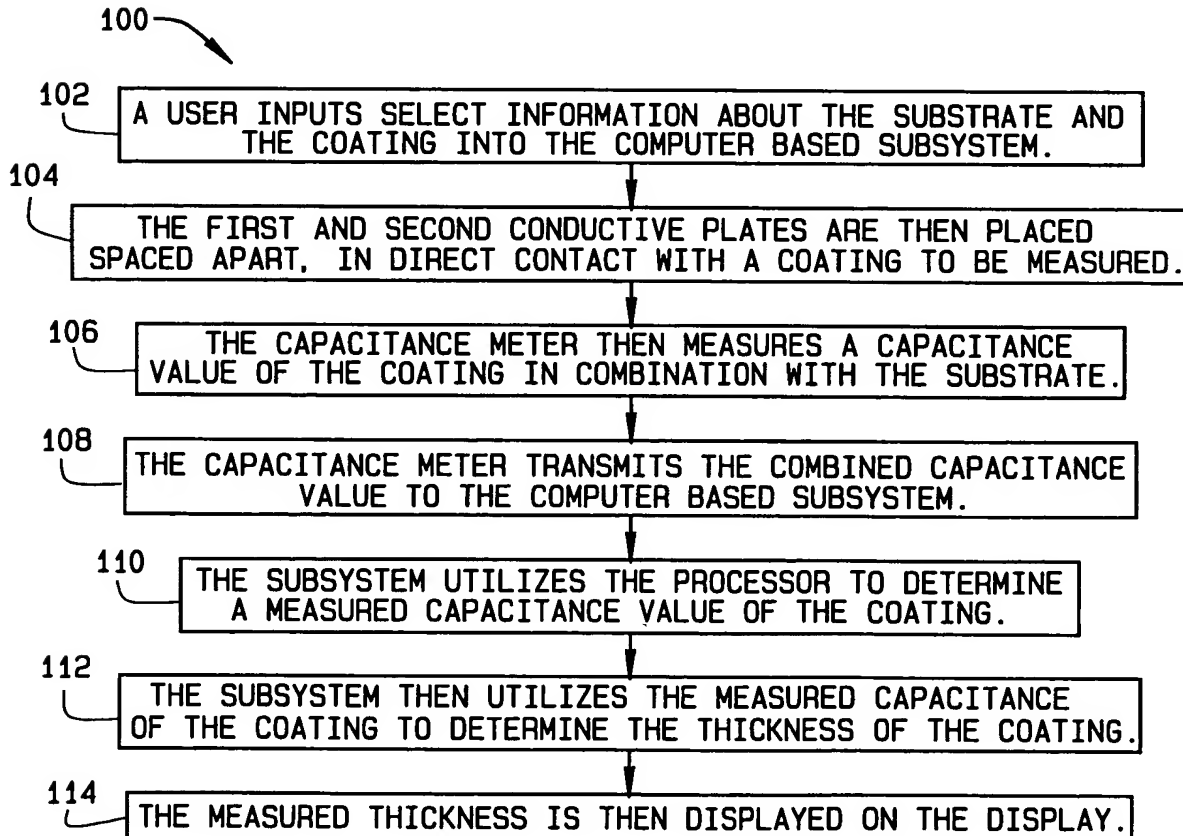 100
102
A USER INPUTS SELECT INFORMATION ABOUT THE SUBSTRATE AND
THE COATING INTO THE COMPUTER BASED SUBSYSTEM.
104
THE FIRST AND SECOND CONDUCTIVE PLATES ARE THEN PLACED
SPACED APART, IN DIRECT CONTACT WITH A COATING TO BE MEASURED.
106
THE CAPACITANCE METER THEN MEASURES A CAPACITANCE
VALUE OF THE COATING IN COMBINATION WITH THE SUBSTRATE.
108
THE CAPACITANCE METER TRANSMITS THE COMBINED CAPACITANCE
VALUE TO THE COMPUTER BASED SUBSYSTEM.
110
THE SUBSYSTEM UTILIZES THE PROCESSOR TO DETERMINE
A MEASURED CAPACITANCE VALUE OF THE COATING.
112
THE SUBSYSTEM THEN UTILIZES THE MEASURED CAPACITANCE
OF THE COATING TO DETERMINE THE THICKNESS OF THE COATING.
114
THE MEASURED THICKNESS IS THEN DISPLAYED ON THE DISPLAY.